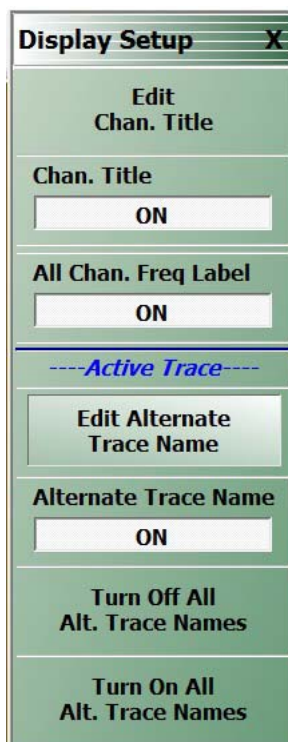 Display Setup X
Edit
Chan. Title
Chan. Title
ON
All Chan. Freq Label
ON
----Active Trace----
Edit Alternate
Trace Name
Alternate Trace Name
ON
Turn Off All
Alt. Trace Names
Turn On All
Alt. Trace Names